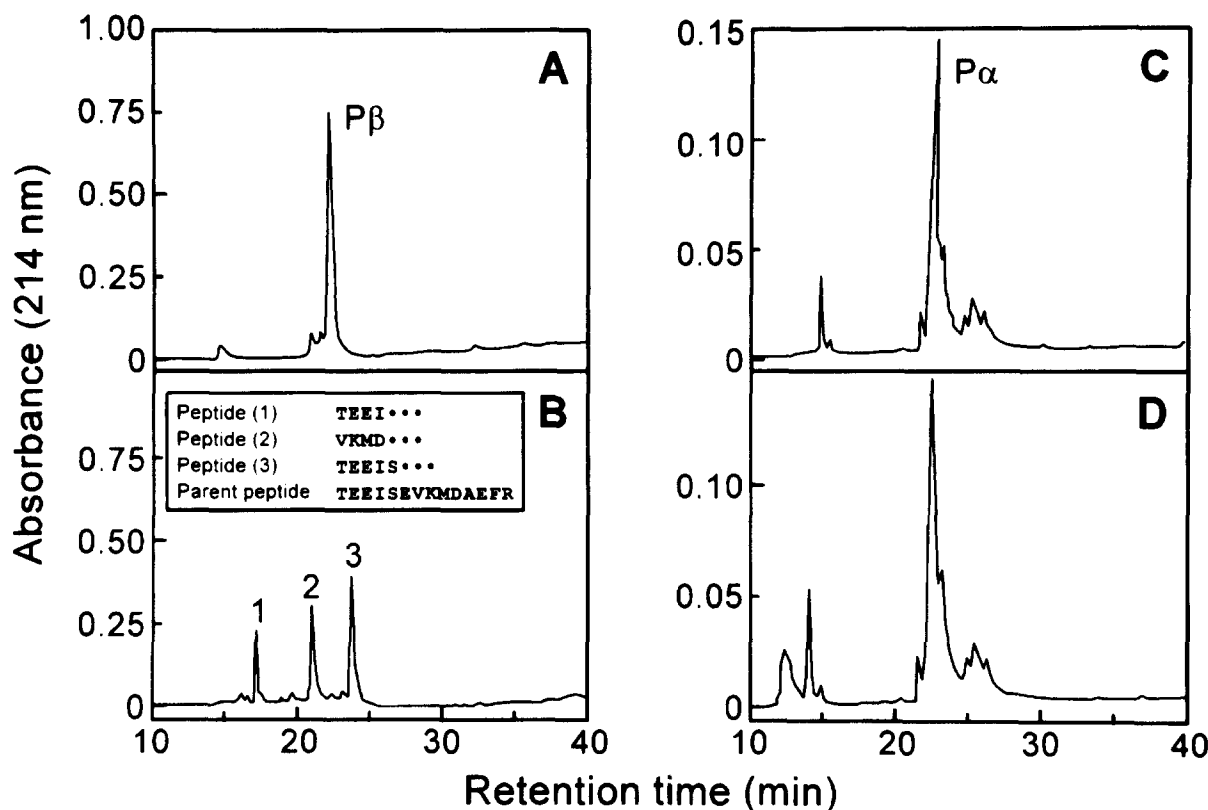 Absorbance (214 nm)
1.00
0.75
0.50
0.25
0
A
Pβ
0.75
0.50
0.25
0
B
Peptide (1) TEEI•••
Peptide (2) VKMD•••
Peptide (3) TEEIS•••
Parent peptide TEEISEVKMDAEFR
1
2
3
10 20 30 40
0.15
0.10
0.05
0
C
Pα
0.10
0.05
0
D
10 20 30 40
Retention time (min)